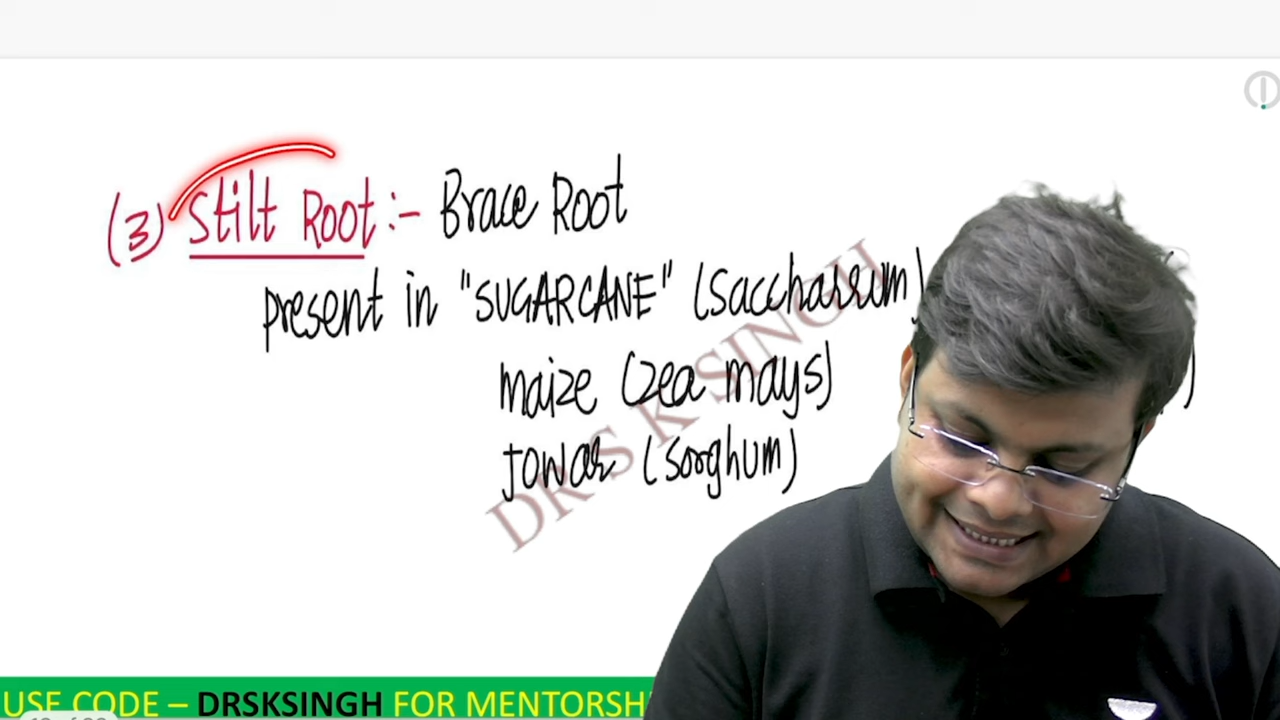 (3) Stilt Root :- Brace Root
present in "SUGARCANE" (Saccharrum)
maize (zea mays)
Jowar (sorghum)
DR S K SINGH
USE CODE – DRSKSINGH FOR MENTORSH